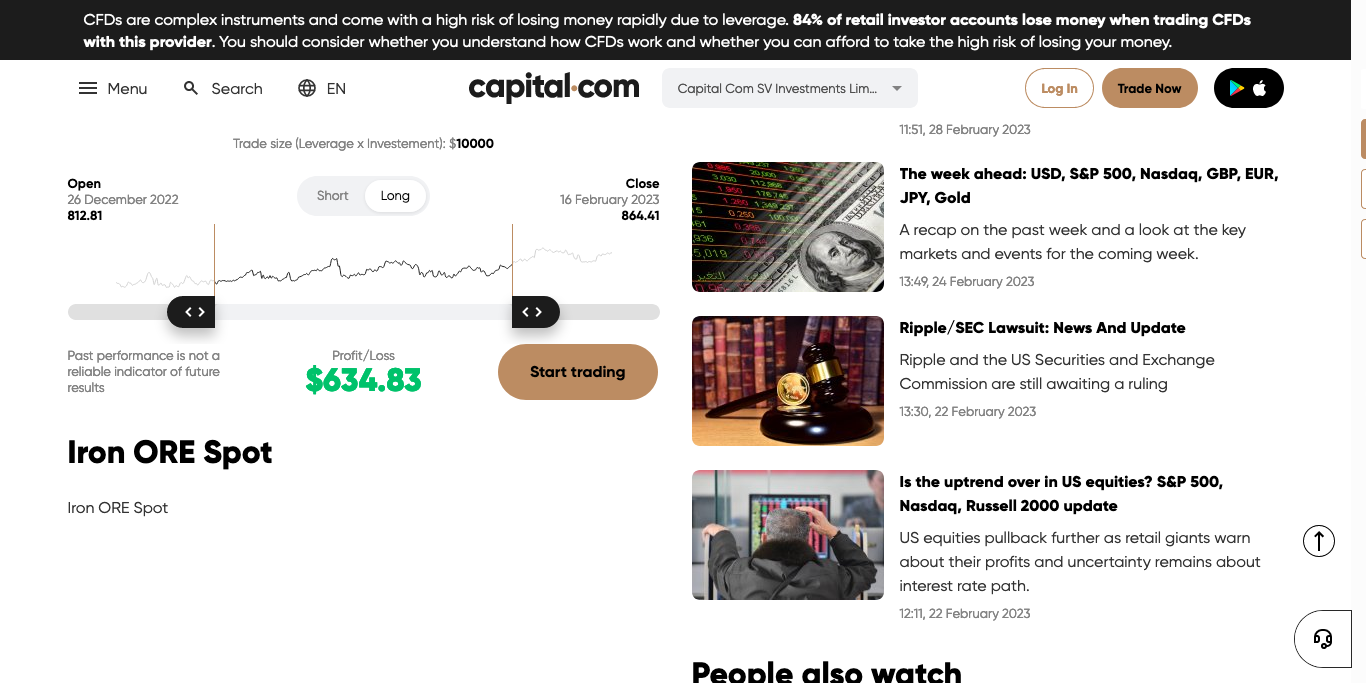 CFDs are complex instruments and come with a high risk of losing money rapidly due to leverage. 84% of retail investor accounts lose money when trading CFDs
with this provider. You should consider whether you understand how CFDs work and whether you can afford to take the high risk of losing your money.
Menu
Search
EN
capital.com
Capital Com SV Investments Lim...
Log In
Trade Now
Trade size (Leverage x Investement): $10000
Open
26 December 2022
812.81
Short
Long
Close
16 February 2023
864.41
Past performance is not a
reliable indicator of future
results
Profit/Loss
$634.83
Start trading
Iron ORE Spot
Iron ORE Spot
11:51, 28 February 2023
The week ahead: USD, S&P 500, Nasdaq, GBP, EUR,
JPY, Gold
A recap on the past week and a look at the key
markets and events for the coming week.
13:49, 24 February 2023
Ripple/SEC Lawsuit: News And Update
Ripple and the US Securities and Exchange
Commission are still awaiting a ruling
13:30, 22 February 2023
Is the uptrend over in US equities? S&P 500,
Nasdaq, Russell 2000 update
US equities pullback further as retail giants warn
about their profits and uncertainty remains about
interest rate path.
12:11, 22 February 2023
People also watch